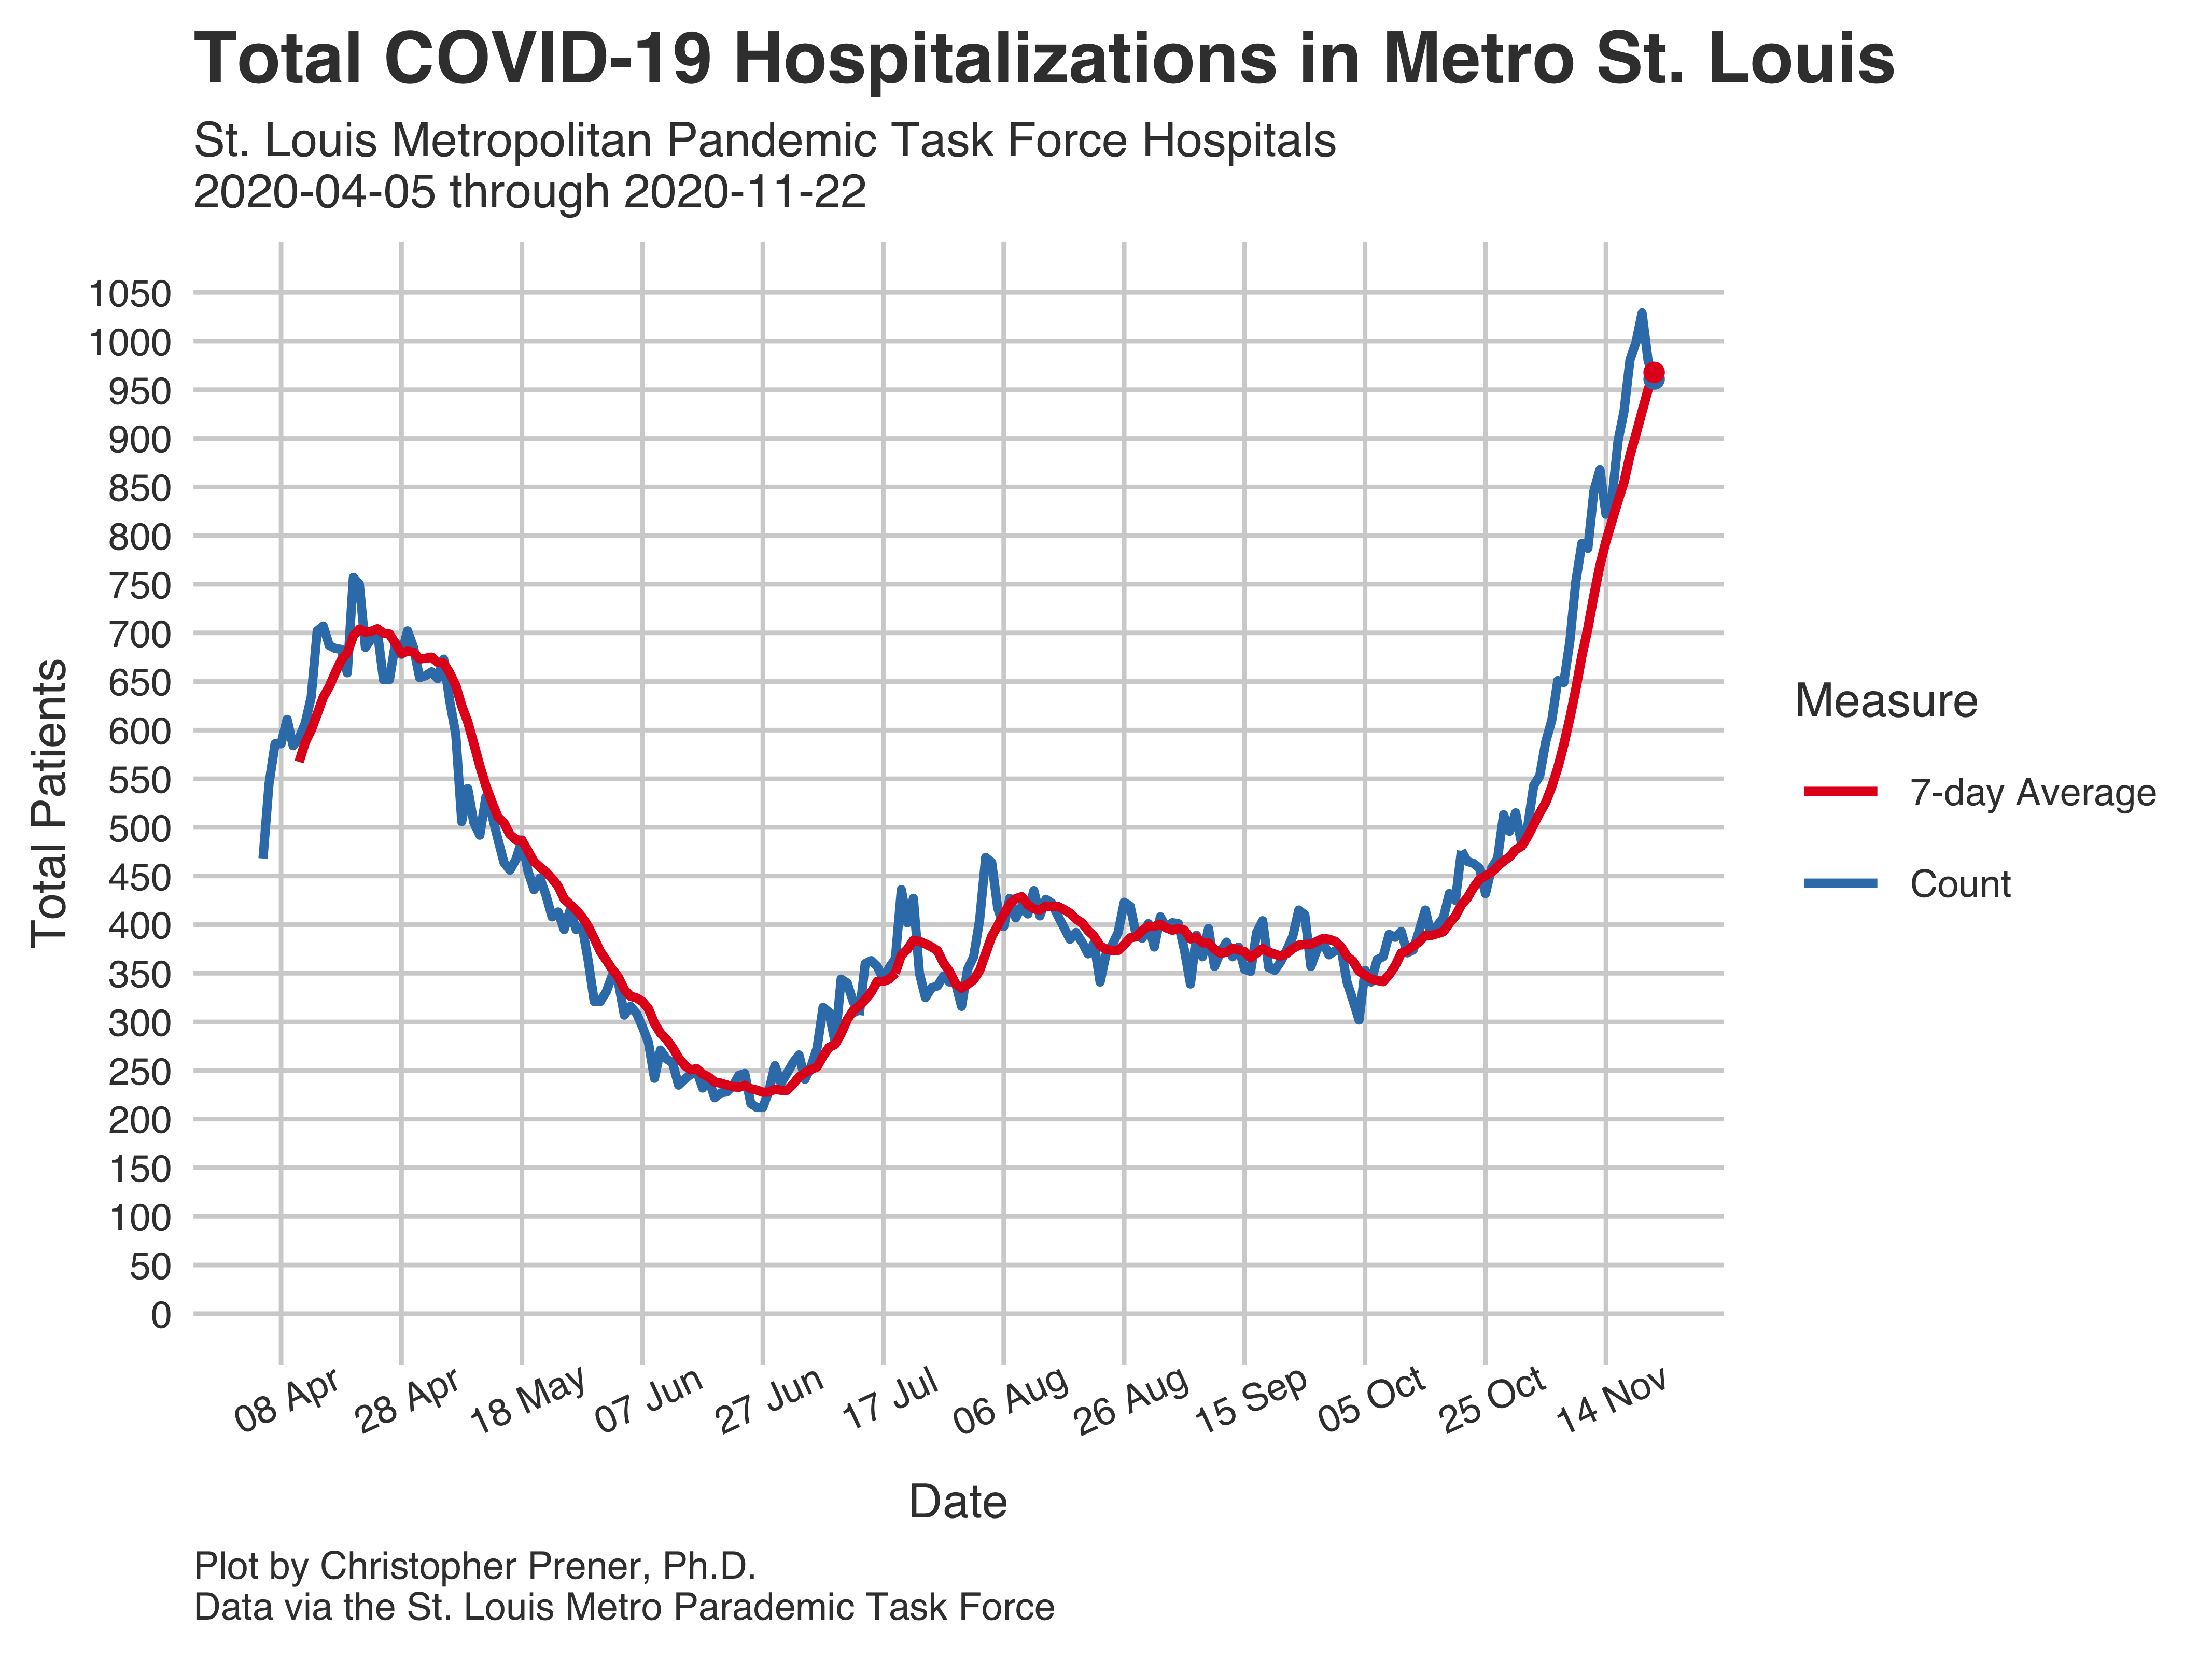 Total COVID-19 Hospitalizations in Metro St. Louis
St. Louis Metropolitan Pandemic Task Force Hospitals
2020-04-05 through 2020-11-22
1050
1000
950
900
850
800
750
700
650
600
550
500
450
400
350
300
250
200
150
100
50
0
Total Patients
08 Apr
28 Apr
18 May
07 Jun
27 Jun
17 Jul
06 Aug
26 Aug
15 Sep
05 Oct
25 Oct
14 Nov
Date
Measure
7-day Average
Count
Plot by Christopher Prener, Ph.D.
Data via the St. Louis Metro Parademic Task Force